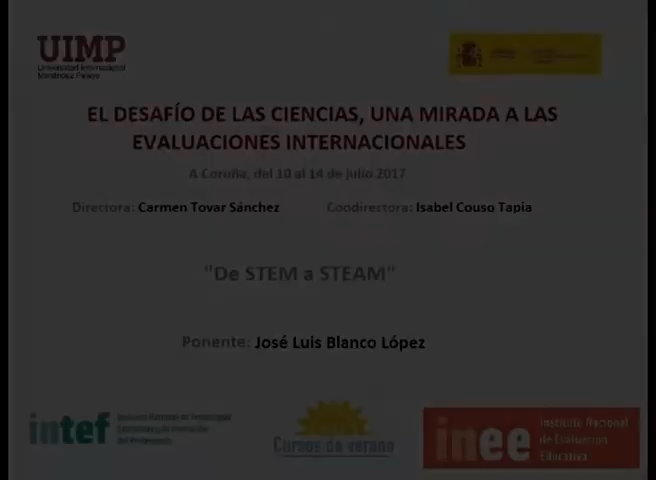 UIMP
Universidad Internacional
Menéndez Pelayo
EL DESAFÍO DE LAS CIENCIAS, UNA MIRADA A LAS
EVALUACIONES INTERNACIONALES
A Coruña, del 10 al 14 de julio 2017
Directora: Carmen Tovar Sánchez Coodirectora: Isabel Couso Tapia
"De STEM a STEAM"
Ponente: José Luis Blanco López
intef
Instituto Nacional de Tecnologías
Educativas y de Formación
del Profesorado
Cursos de verano
inee
Instituto Nacional
de Evaluación
Educativa